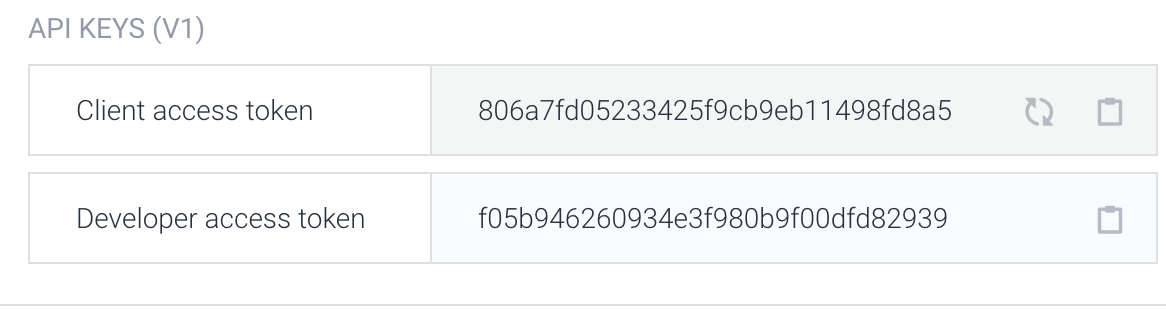 API KEYS (V1)
Client access token 806a7fd05233425f9cb9eb11498fd8a5
Developer access token f05b946260934e3f980b9f00dfd82939